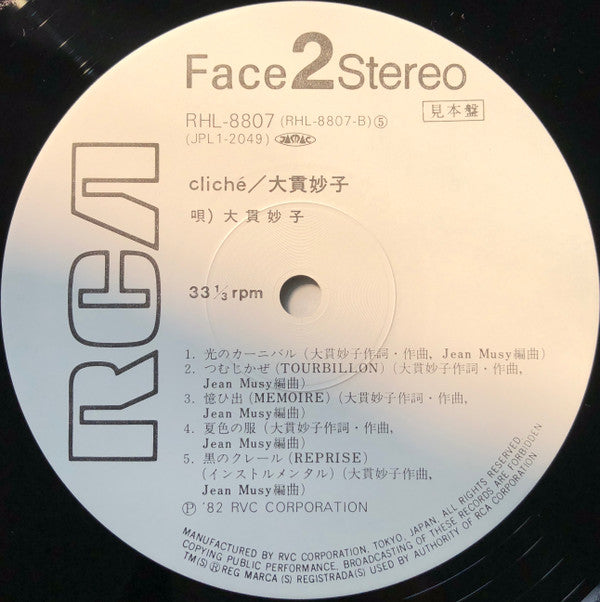 Face 2 Stereo
RHL-8807 (RHL-8807-B)⑤
見本盤
(JPL1-2049) JASRAC
cliché／大貫妙子
唄) 大貫妙子
33 1/3 rpm
RCA
1. 光のカーニバル (大貫妙子作詞・作曲, Jean Musy編曲)
2. つむじかぜ (TOURBILLON) (大貫妙子作詞・作曲,
Jean Musy編曲)
3. 憶ひ出 (MEMOIRE) (大貫妙子作詞・作曲,
Jean Musy編曲)
4. 夏色の服 (大貫妙子作詞・作曲,
Jean Musy編曲)
5. 黒のクレール (REPRISE)
(インストルメンタル) (大貫妙子作曲,
Jean Musy編曲)
Ⓟ '82 RVC CORPORATION
MANUFACTURED BY RVC CORPORATION, TOKYO, JAPAN. ALL RIGHTS RESERVED
COPYING PUBLIC PERFORMANCE, BROADCASTING OF THESE RECORDS ARE FORBIDDEN
TM(S) ® REG MARCA (S) REGISTRADA(S) USED BY AUTHORITY OF RCA CORPORATION